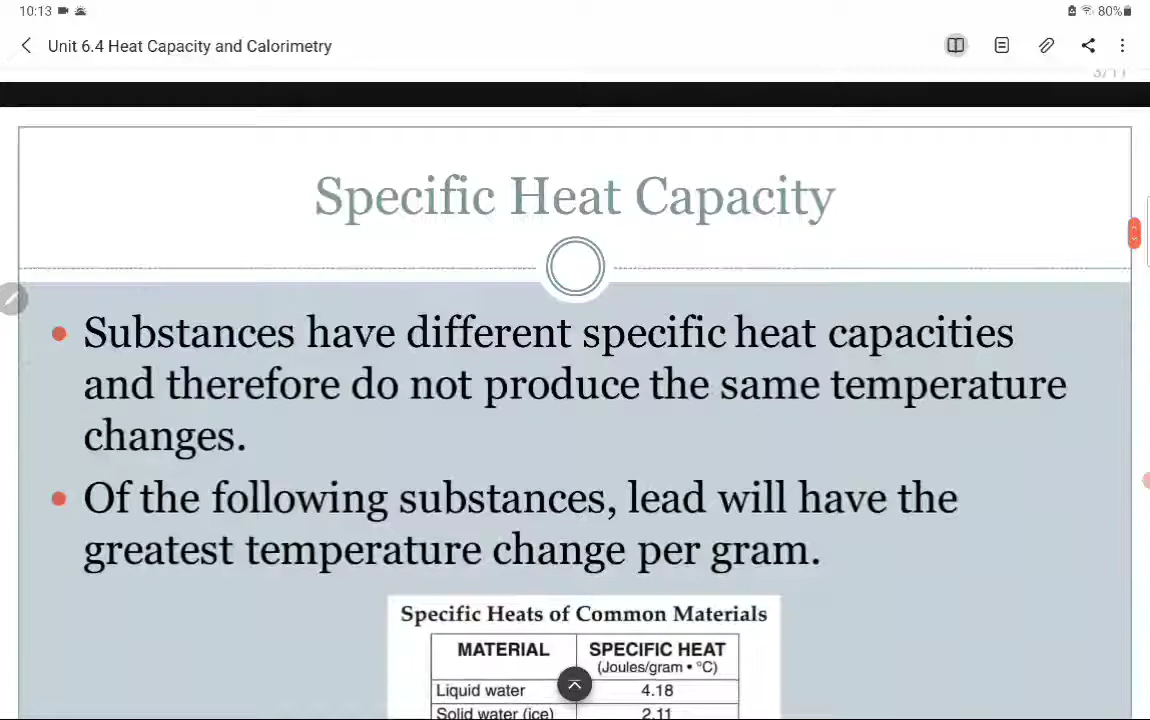 10:13
80%
Unit 6.4 Heat Capacity and Calorimetry
3/11
Specific Heat Capacity
• Substances have different specific heat capacities
and therefore do not produce the same temperature
changes.
• Of the following substances, lead will have the
greatest temperature change per gram.
Specific Heats of Common Materials
MATERIAL SPECIFIC HEAT
(Joules/gram • °C)
Liquid water 4.18
Solid water (ice) 2.11